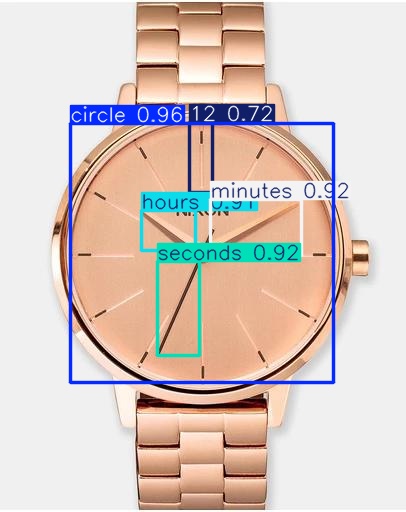 circle 0.96
12 0.72
minutes 0.92
hours 0.91
NIXON
seconds 0.92